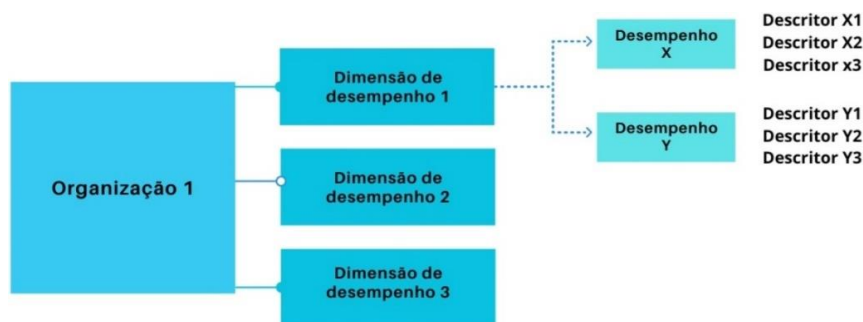 Organização 1
Dimensão de
desempenho 1
Dimensão de
desempenho 2
Dimensão de
desempenho 3
Desempenho
X
Descritor X1
Descritor X2
Descritor x3
Desempenho
Y
Descritor Y1
Descritor Y2
Descritor Y3